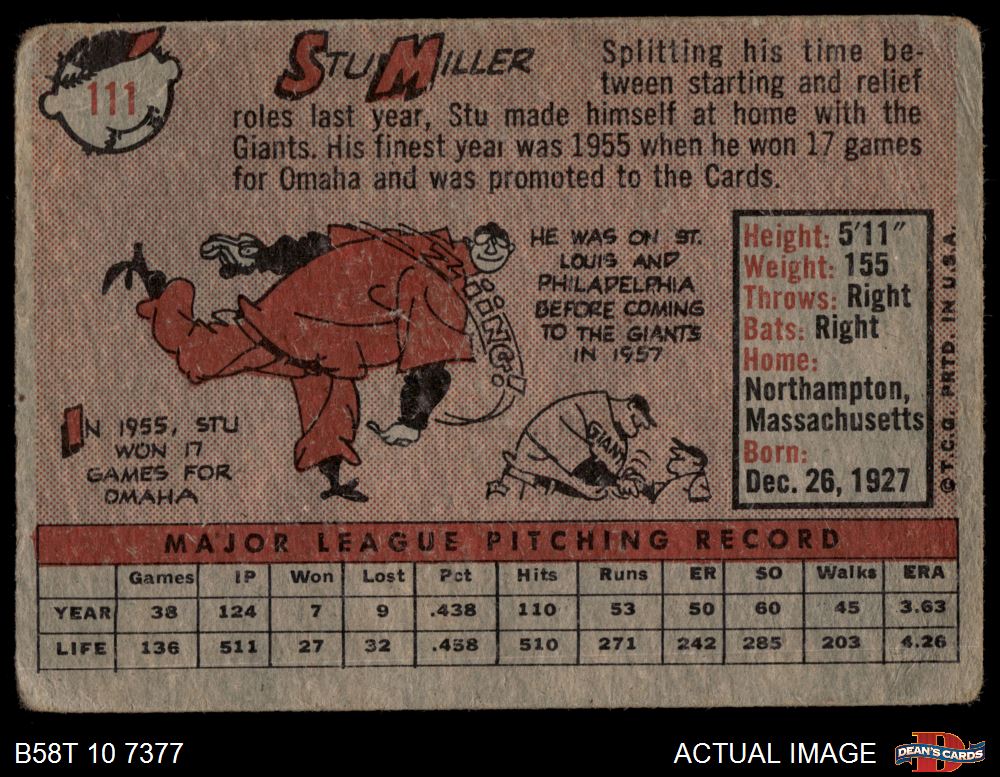 111
STU MILLER
Splitting his time be-
tween starting and relief
roles last year, Stu made himself at home with the
Giants. His finest year was 1955 when he won 17 games
for Omaha and was promoted to the Cards.
HE WAS ON ST.
LOUIS AND
PHILADELPHIA
BEFORE COMING
TO THE GIANTS
IN 1957
ZING!
GIANT
IN 1955, STU
WON 17
GAMES FOR
OMAHA
Height: 5'11"
Weight: 155
Throws: Right
Bats: Right
Home:
Northampton,
Massachusetts
Born:
Dec. 26, 1927
© T.C.G. PRTD. IN U.S.A.
MAJOR LEAGUE PITCHING RECORD
Games IP Won Lost Pct Hits Runs ER SO Walks ERA
YEAR 38 124 7 9 .438 110 53 50 60 45 3.63
LIFE 136 511 27 32 .458 510 271 242 285 203 4.26
B58T 10 7377
ACTUAL IMAGE
DEAN'S CARDS